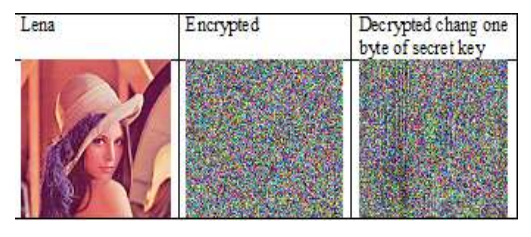 Lena
Encrypted
Decrypted chang one
byte of secret key